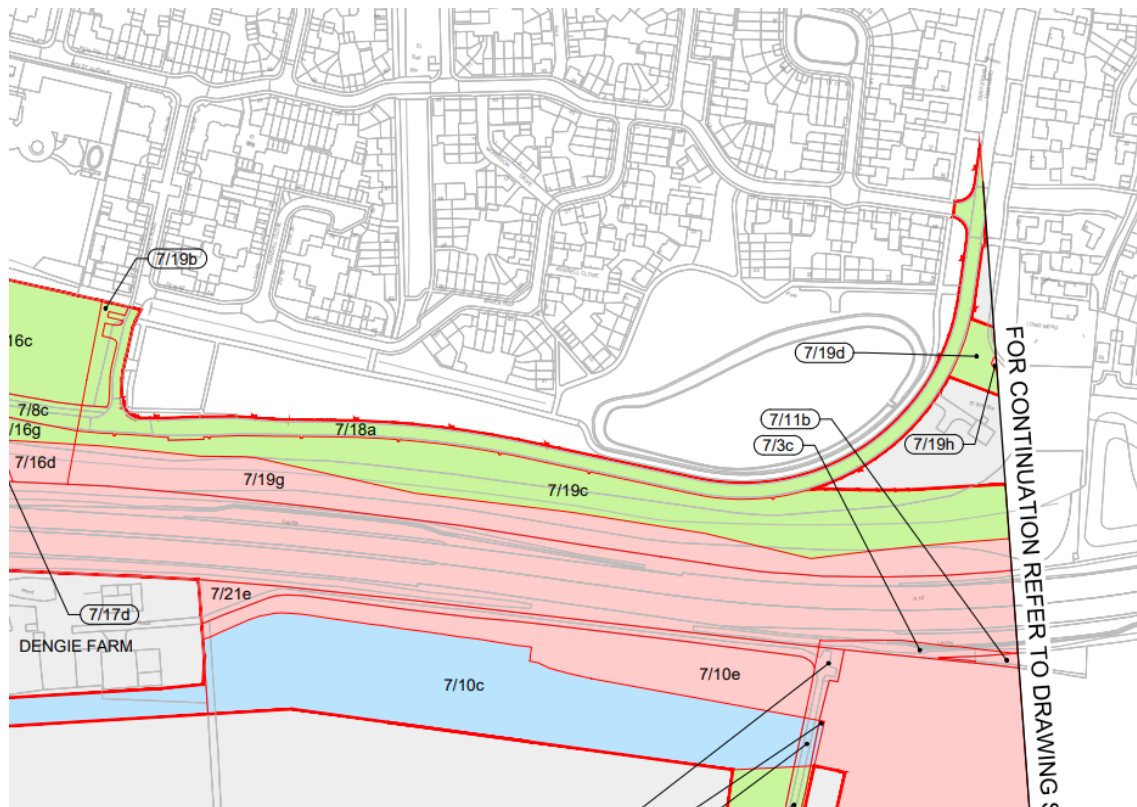 7/19b
16c
7/8c
/16g
7/16d
7/18a
7/19g
7/19c
7/19d
7/11b
7/3c
7/19h
7/21e
7/17d
DENGIE FARM
7/10c
7/10e
FOR CONTINUATION REFER TO DRAWING S